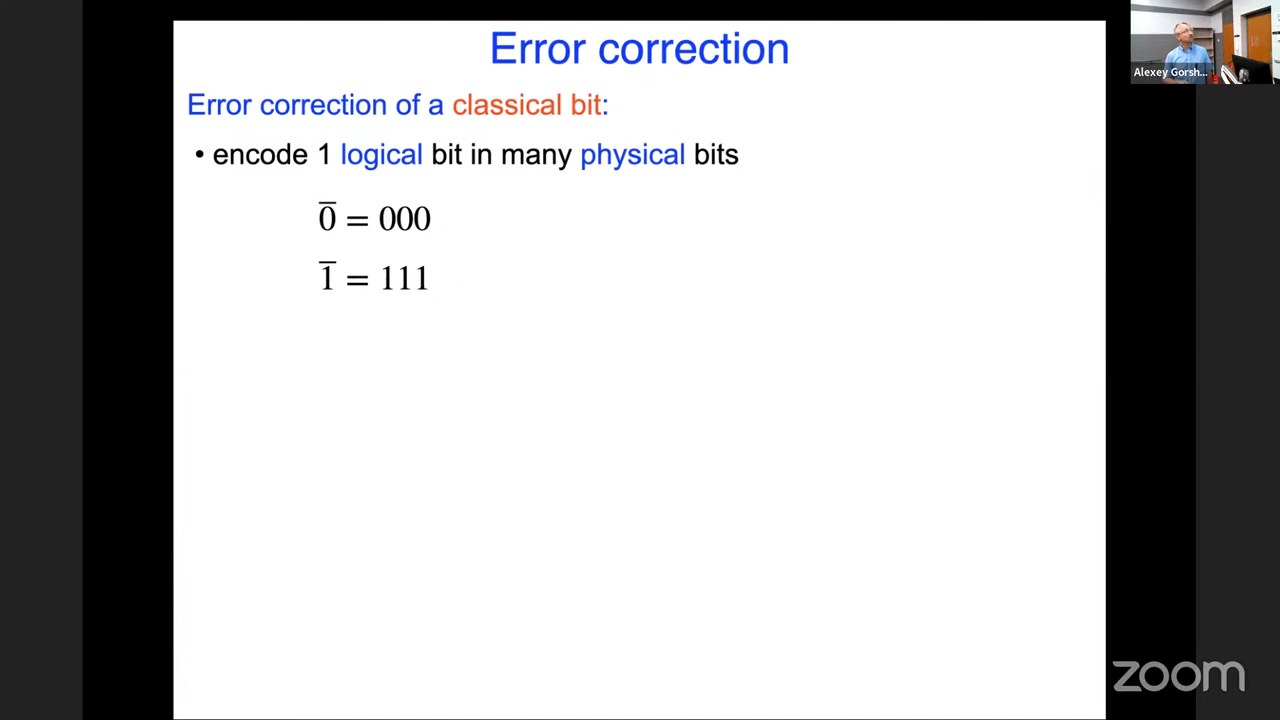 Error correction
Alexey Gorsh...
Error correction of a classical bit:
• encode 1 logical bit in many physical bits
0̅ = 000
1̅ = 111
zoom